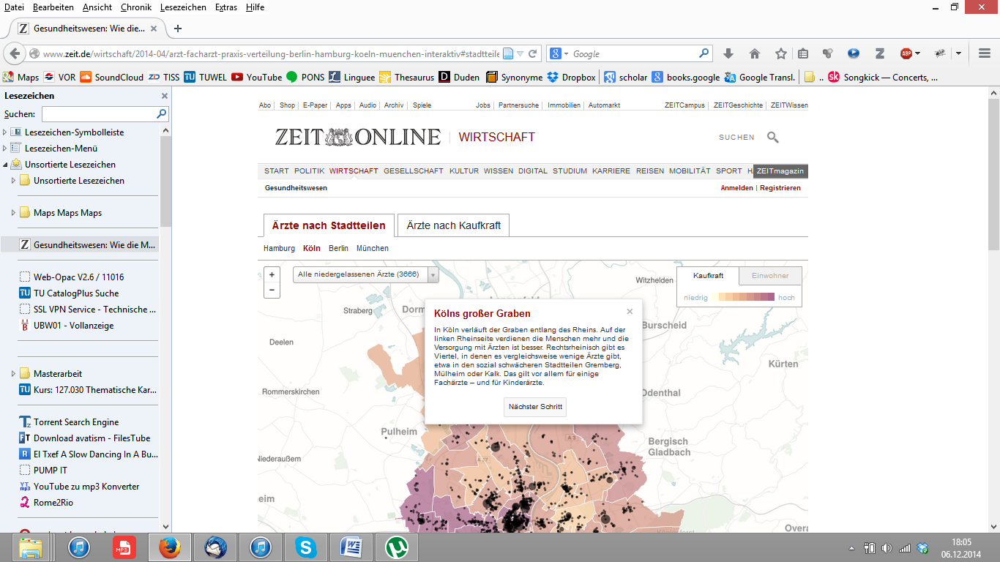 Datei Bearbeiten Ansicht Chronik Lesezeichen Extras Hilfe
Gesundheitswesen: Wie die...
www.zeit.de/wirtschaft/2014-04/arzt-facharzt-praxis-verteilung-berlin-hamburg-koeln-muenchen-interaktiv#stadtteile
Google
Maps VOR SoundCloud TISS TUWEL YouTube PONS Linguee Thesaurus Duden Synonyme Dropbox scholar books.google Google Transl. .. Songkick — Concerts, ...
Lesezeichen
Suchen:
Lesezeichen-Symbolleiste
Lesezeichen-Menü
Unsortierte Lesezeichen
Unsortierte Lesezeichen
Maps Maps Maps
Gesundheitswesen: Wie die M...
Web-Opac V2.6 / 11016
TU CatalogPlus Suche
SSL VPN Service - Technische ...
UBW01 - Vollanzeige
Masterarbeit
Kurs: 127.030 Thematische Kar...
Torrent Search Engine
Download avatism - FilesTube
El Txef A Slow Dancing In A Bu...
PUMP IT
YouTube zu mp3 Konverter
Rome2Rio
Abo Shop E-Paper Apps Audio Archiv Spiele Jobs Partnersuche Immobilien Automarkt ZEITCampus ZEITGeschichte ZEITWissen
ZEIT ONLINE WIRTSCHAFT
SUCHEN
START POLITIK WIRTSCHAFT GESELLSCHAFT KULTUR WISSEN DIGITAL STUDIUM KARRIERE REISEN MOBILITÄT SPORT ZEITmagazin
Gesundheitswesen Anmelden | Registrieren
Ärzte nach Stadtteilen Ärzte nach Kaufkraft
Hamburg Köln Berlin München
+
−
Alle niedergelassenen Ärzte (3666)
Kaufkraft Einwohner
niedrig hoch
Kölns großer Graben
In Köln verläuft der Graben entlang des Rheins. Auf der
linken Rheinseite verdienen die Menschen mehr und die
Versorgung mit Ärzten ist besser. Rechtsrheinisch gibt es
Viertel, in denen es vergleichsweise wenige Ärzte gibt,
etwa in den sozial schwächeren Stadtteilen Gremberg,
Mülheim oder Kalk. Das gilt vor allem für einige
Fachärzte – und für Kinderärzte.
Nächster Schritt
Witzhelden
Straberg
Dorm
Burscheid
Deelen
Kürten
Rommerskirchen
Odenthal
Pulheim
A 3
Bergisch
Gladbach
Niederaußem
heim
Overa
MP3
18:05
06.12.2014